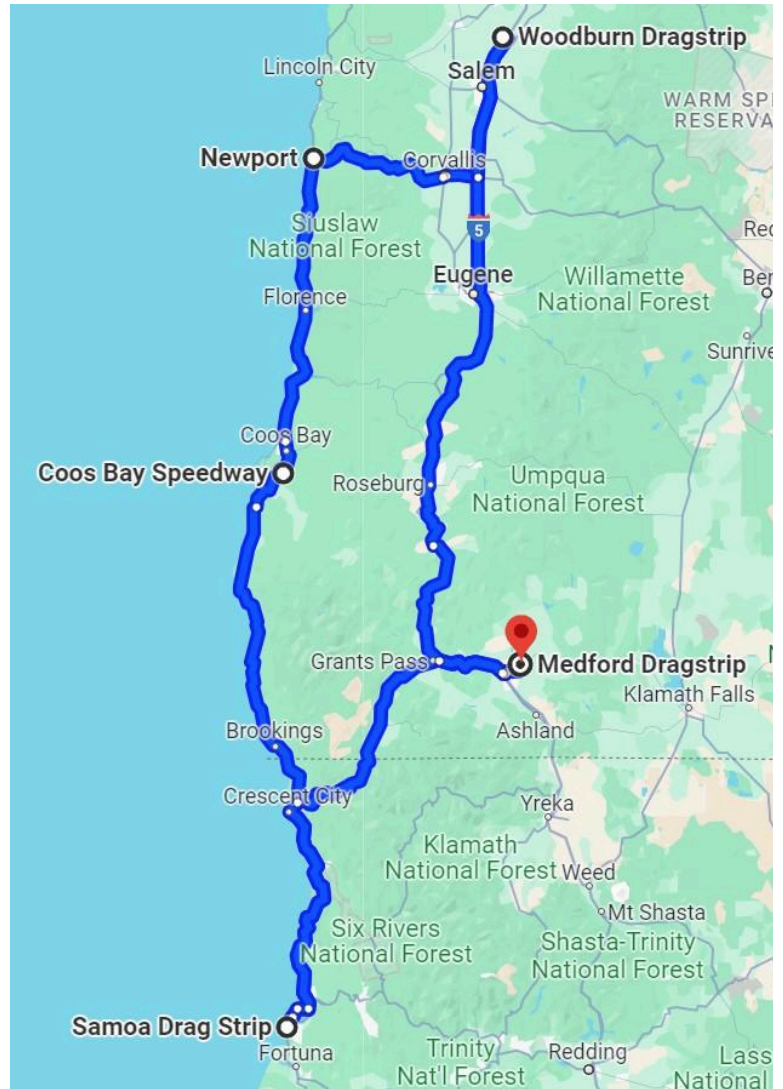 Woodburn Dragstrip
Lincoln City
Salem
WARM SPI
RESERVA
Newport
Corvallis
Siuslaw
National Forest
5
Red
Eugene
Willamette
National Forest
Ben
Florence
Sunrive
Coos Bay
Coos Bay Speedway
Roseburg
Umpqua
National Forest
Grants Pass
Medford Dragstrip
Klamath Falls
Brookings
Ashland
Crescent City
Yreka
Klamath
National Forest
Weed
Mt Shasta
Six Rivers
National Forest
Shasta-Trinity
National Forest
Samoa Drag Strip
Fortuna
Trinity
Nat'l Forest
Redding
Lass
National